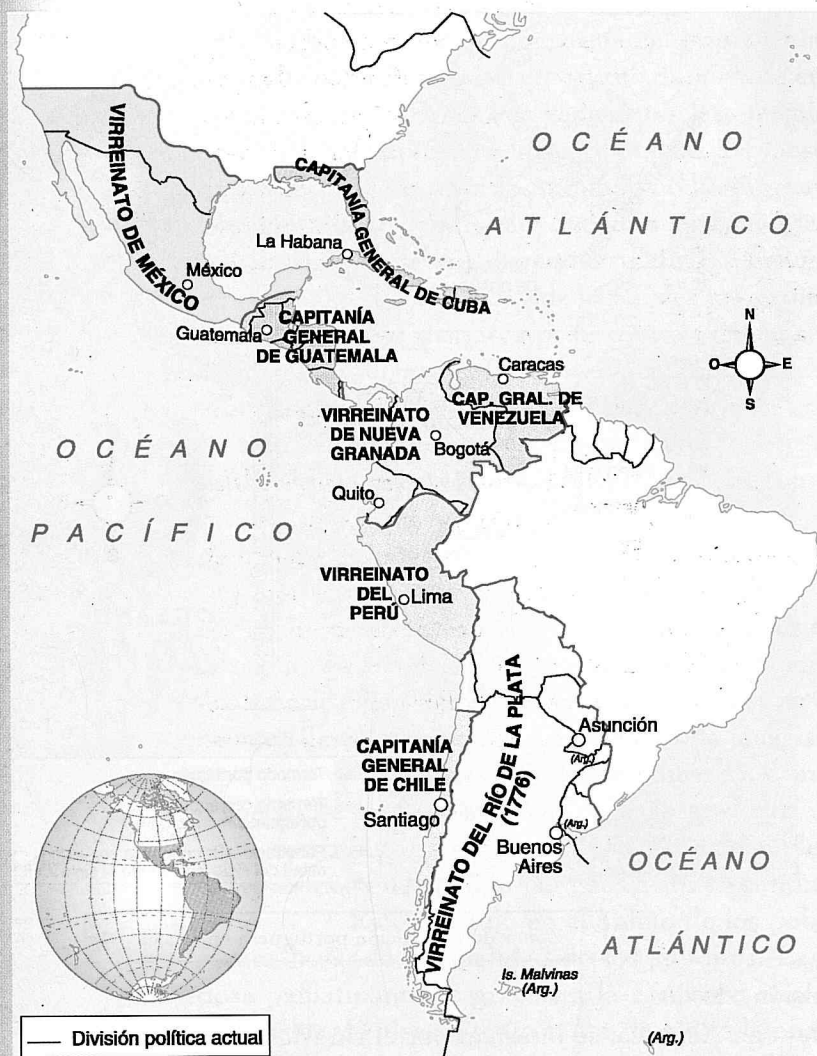 OCÉANO
ATLÁNTICO
VIRREINATO DE MÉXICO
México
CAPITANÍA GENERAL DE CUBA
La Habana
Guatemala
CAPITANÍA
GENERAL
DE GUATEMALA
N
O
E
S
Caracas
CAP. GRAL. DE
VENEZUELA
VIRREINATO
DE NUEVA
GRANADA
Bogotá
OCÉANO
PACÍFICO
Quito
VIRREINATO
DEL
PERÚ
Lima
VIRREINATO DEL RÍO DE LA PLATA
(1776)
Asunción
(Arg.)
CAPITANÍA
GENERAL
DE CHILE
Santiago
(Arg.)
Buenos
Aires
OCÉANO
ATLÁNTICO
Is. Malvinas
(Arg.)
(Arg.)
División política actual